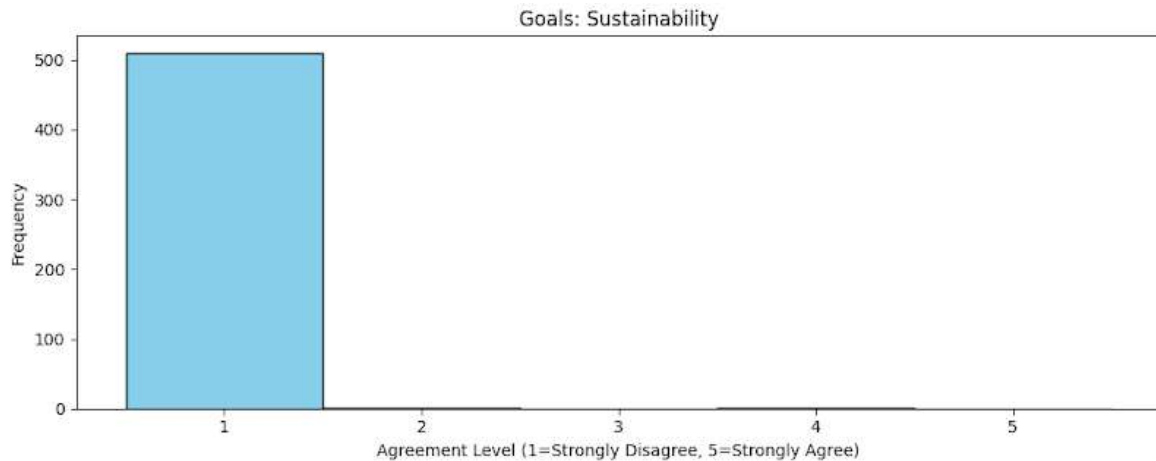 Goals: Sustainability
500
400
300
200
100
0
Frequency
1 2 3 4 5
Agreement Level (1=Strongly Disagree, 5=Strongly Agree)